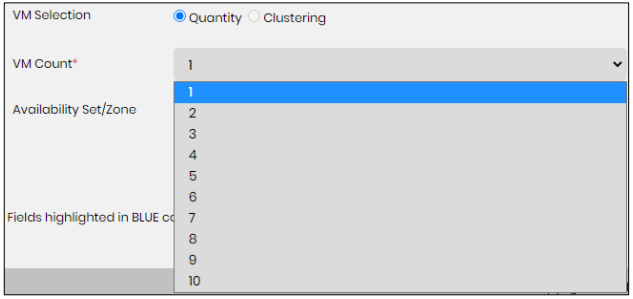 VM Selection Quantity Clustering
VM Count* 1
1
Availability Set/Zone
2
3
4
5
6
Fields highlighted in BLUE
7
8
9
10